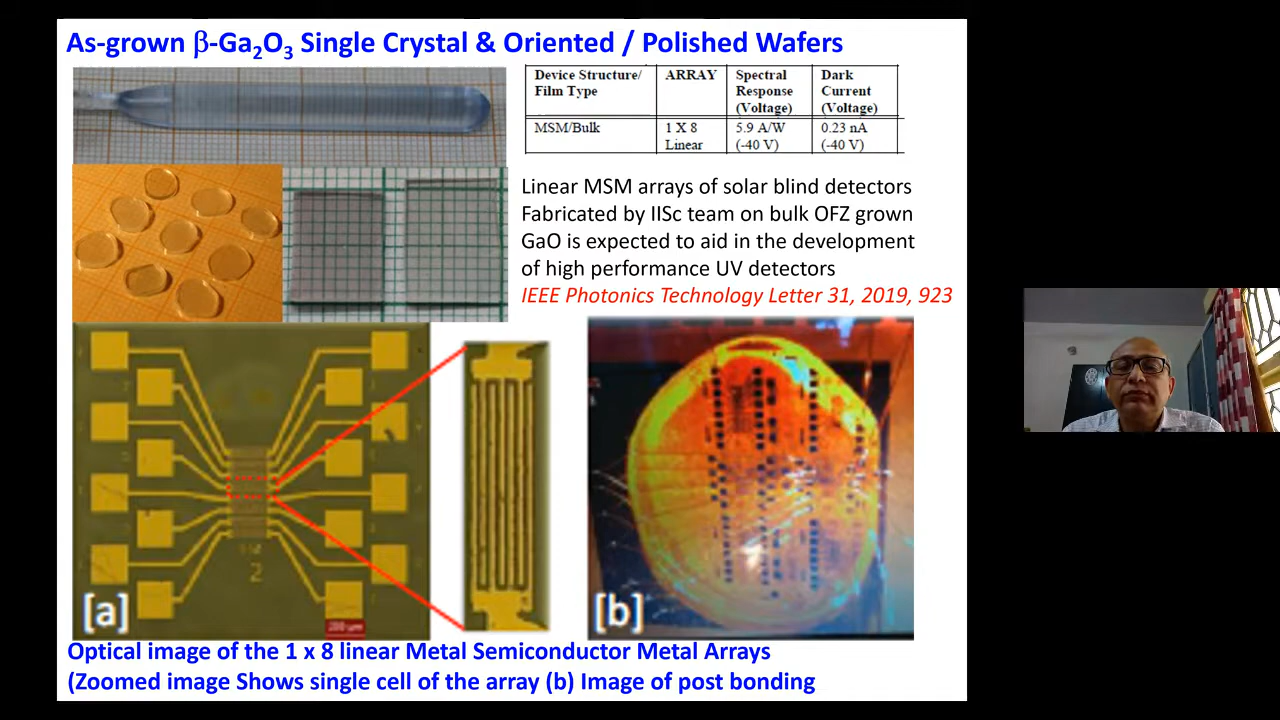 As-grown β-Ga2O3 Single Crystal & Oriented / Polished Wafers
Device Structure/ Film Type ARRAY Spectral Response (Voltage) Dark Current (Voltage)
MSM/Bulk 1 X 8 Linear 5.9 A/W (-40 V) 0.23 nA (-40 V)
Linear MSM arrays of solar blind detectors
Fabricated by IISc team on bulk OFZ grown
GaO is expected to aid in the development
of high performance UV detectors
IEEE Photonics Technology Letter 31, 2019, 923
2
200 μm
[a]
[b]
Optical image of the 1 x 8 linear Metal Semiconductor Metal Arrays
(Zoomed image Shows single cell of the array (b) Image of post bonding